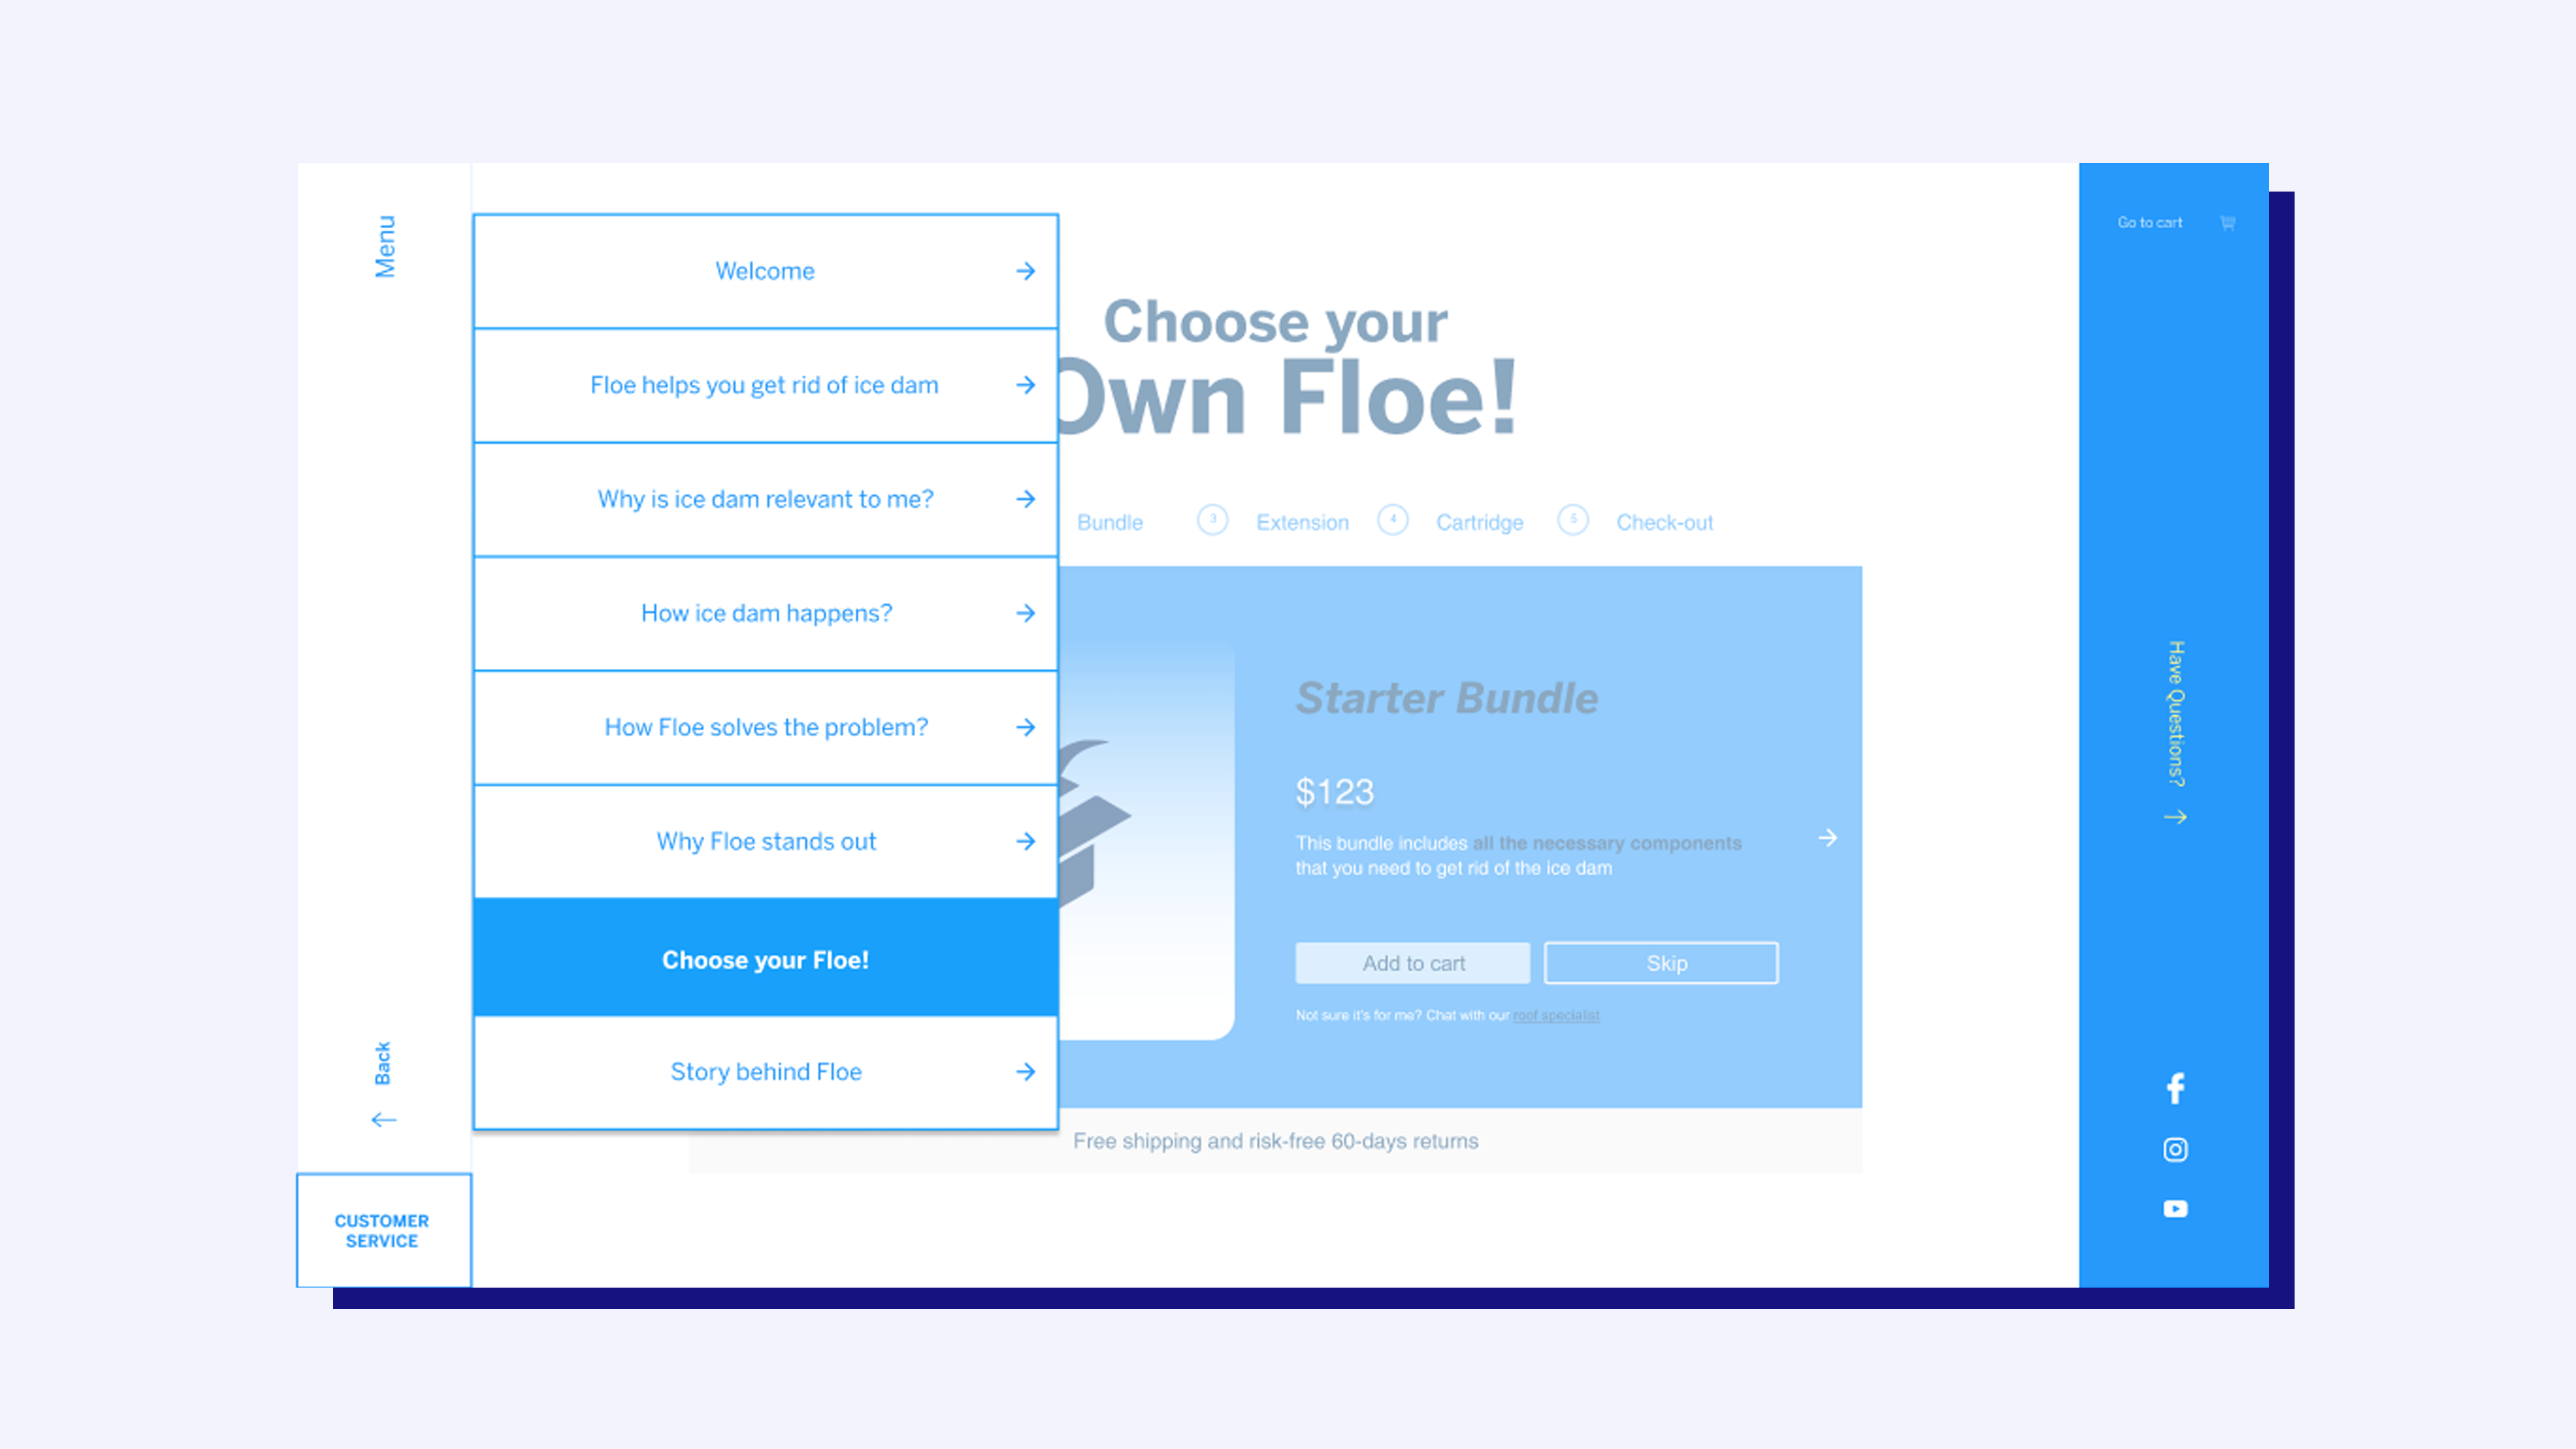 Menu
Welcome
Floe helps you get rid of ice dam
Why is ice dam relevant to me?
How ice dam happens?
How Floe solves the problem?
Why Floe stands out
Choose your Floe!
Story behind Floe
Back
CUSTOMER
SERVICE
Choose your
Own Floe!
Bundle
3 Extension
4 Cartridge
5 Check-out
Starter Bundle
$123
This bundle includes all the necessary components
that you need to get rid of the ice dam
Add to cart
Skip
Not sure it's for me? Chat with our roof specialist
Free shipping and risk-free 60-days returns
Go to cart
Have Questions?